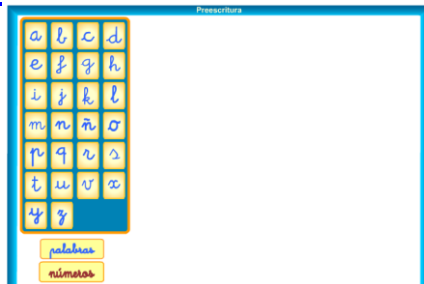 Preescritura
a b c d
e f g h
i j k l
m n ñ o
p q r s
t u v x
y z
palabras
números